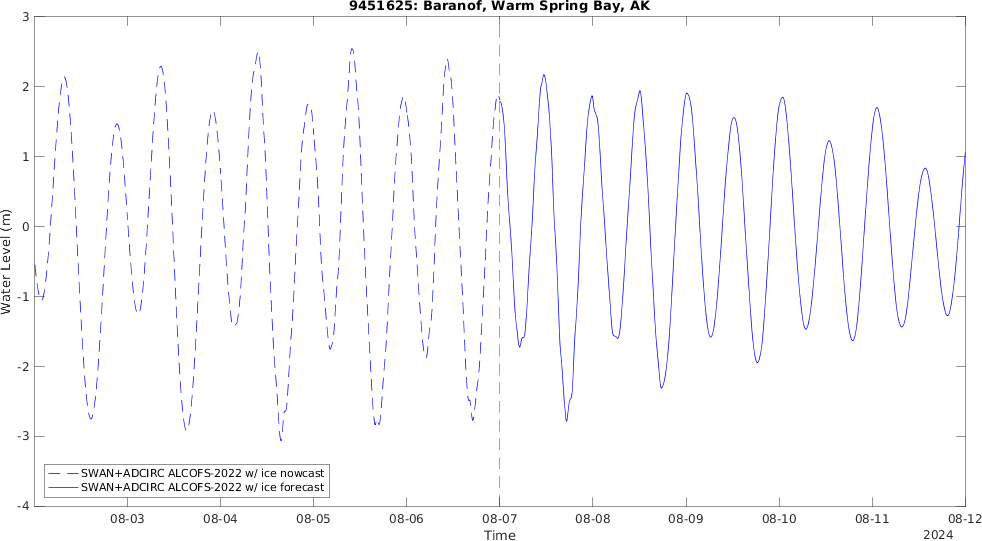 9451625: Baranof, Warm Spring Bay, AK
3
2
1
0
-1
-2
-3
-4
Water Level (m)
SWAN+ADCIRC ALCOFS-2022 w/ ice nowcast
SWAN+ADCIRC ALCOFS-2022 w/ ice forecast
08-03 08-04 08-05 08-06 08-07 08-08 08-09 08-10 08-11 08-12
Time
2024